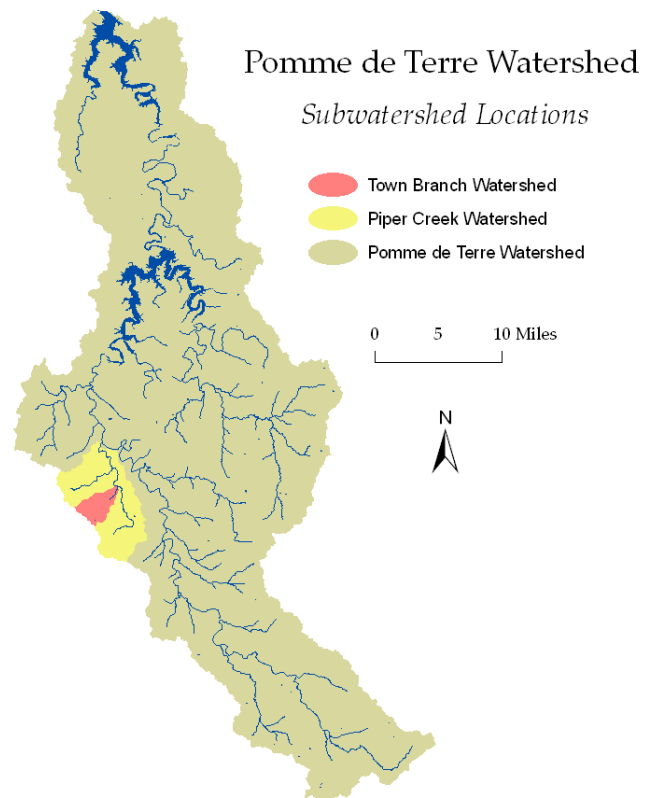 Pomme de Terre Watershed
Subwatershed Locations
Town Branch Watershed
Piper Creek Watershed
Pomme de Terre Watershed
0 5 10 Miles
N